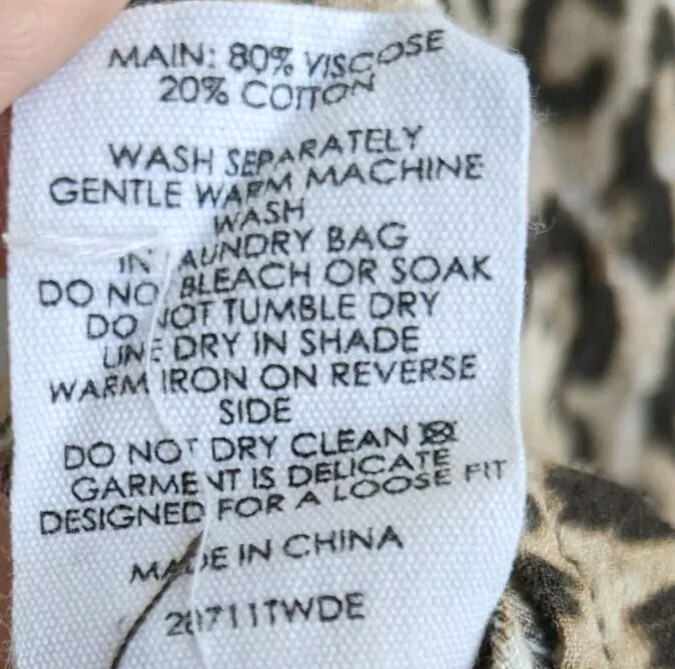 MAIN: 80% VISCOSE
20% COTTON
WASH SEPARATELY
GENTLE WARM MACHINE
WASH
IN LAUNDRY BAG
DO NOT BLEACH OR SOAK
DO NOT TUMBLE DRY
LINE DRY IN SHADE
WARM IRON ON REVERSE
SIDE
DO NOT DRY CLEAN
GARMENT IS DELICATE
DESIGNED FOR A LOOSE FIT
MADE IN CHINA